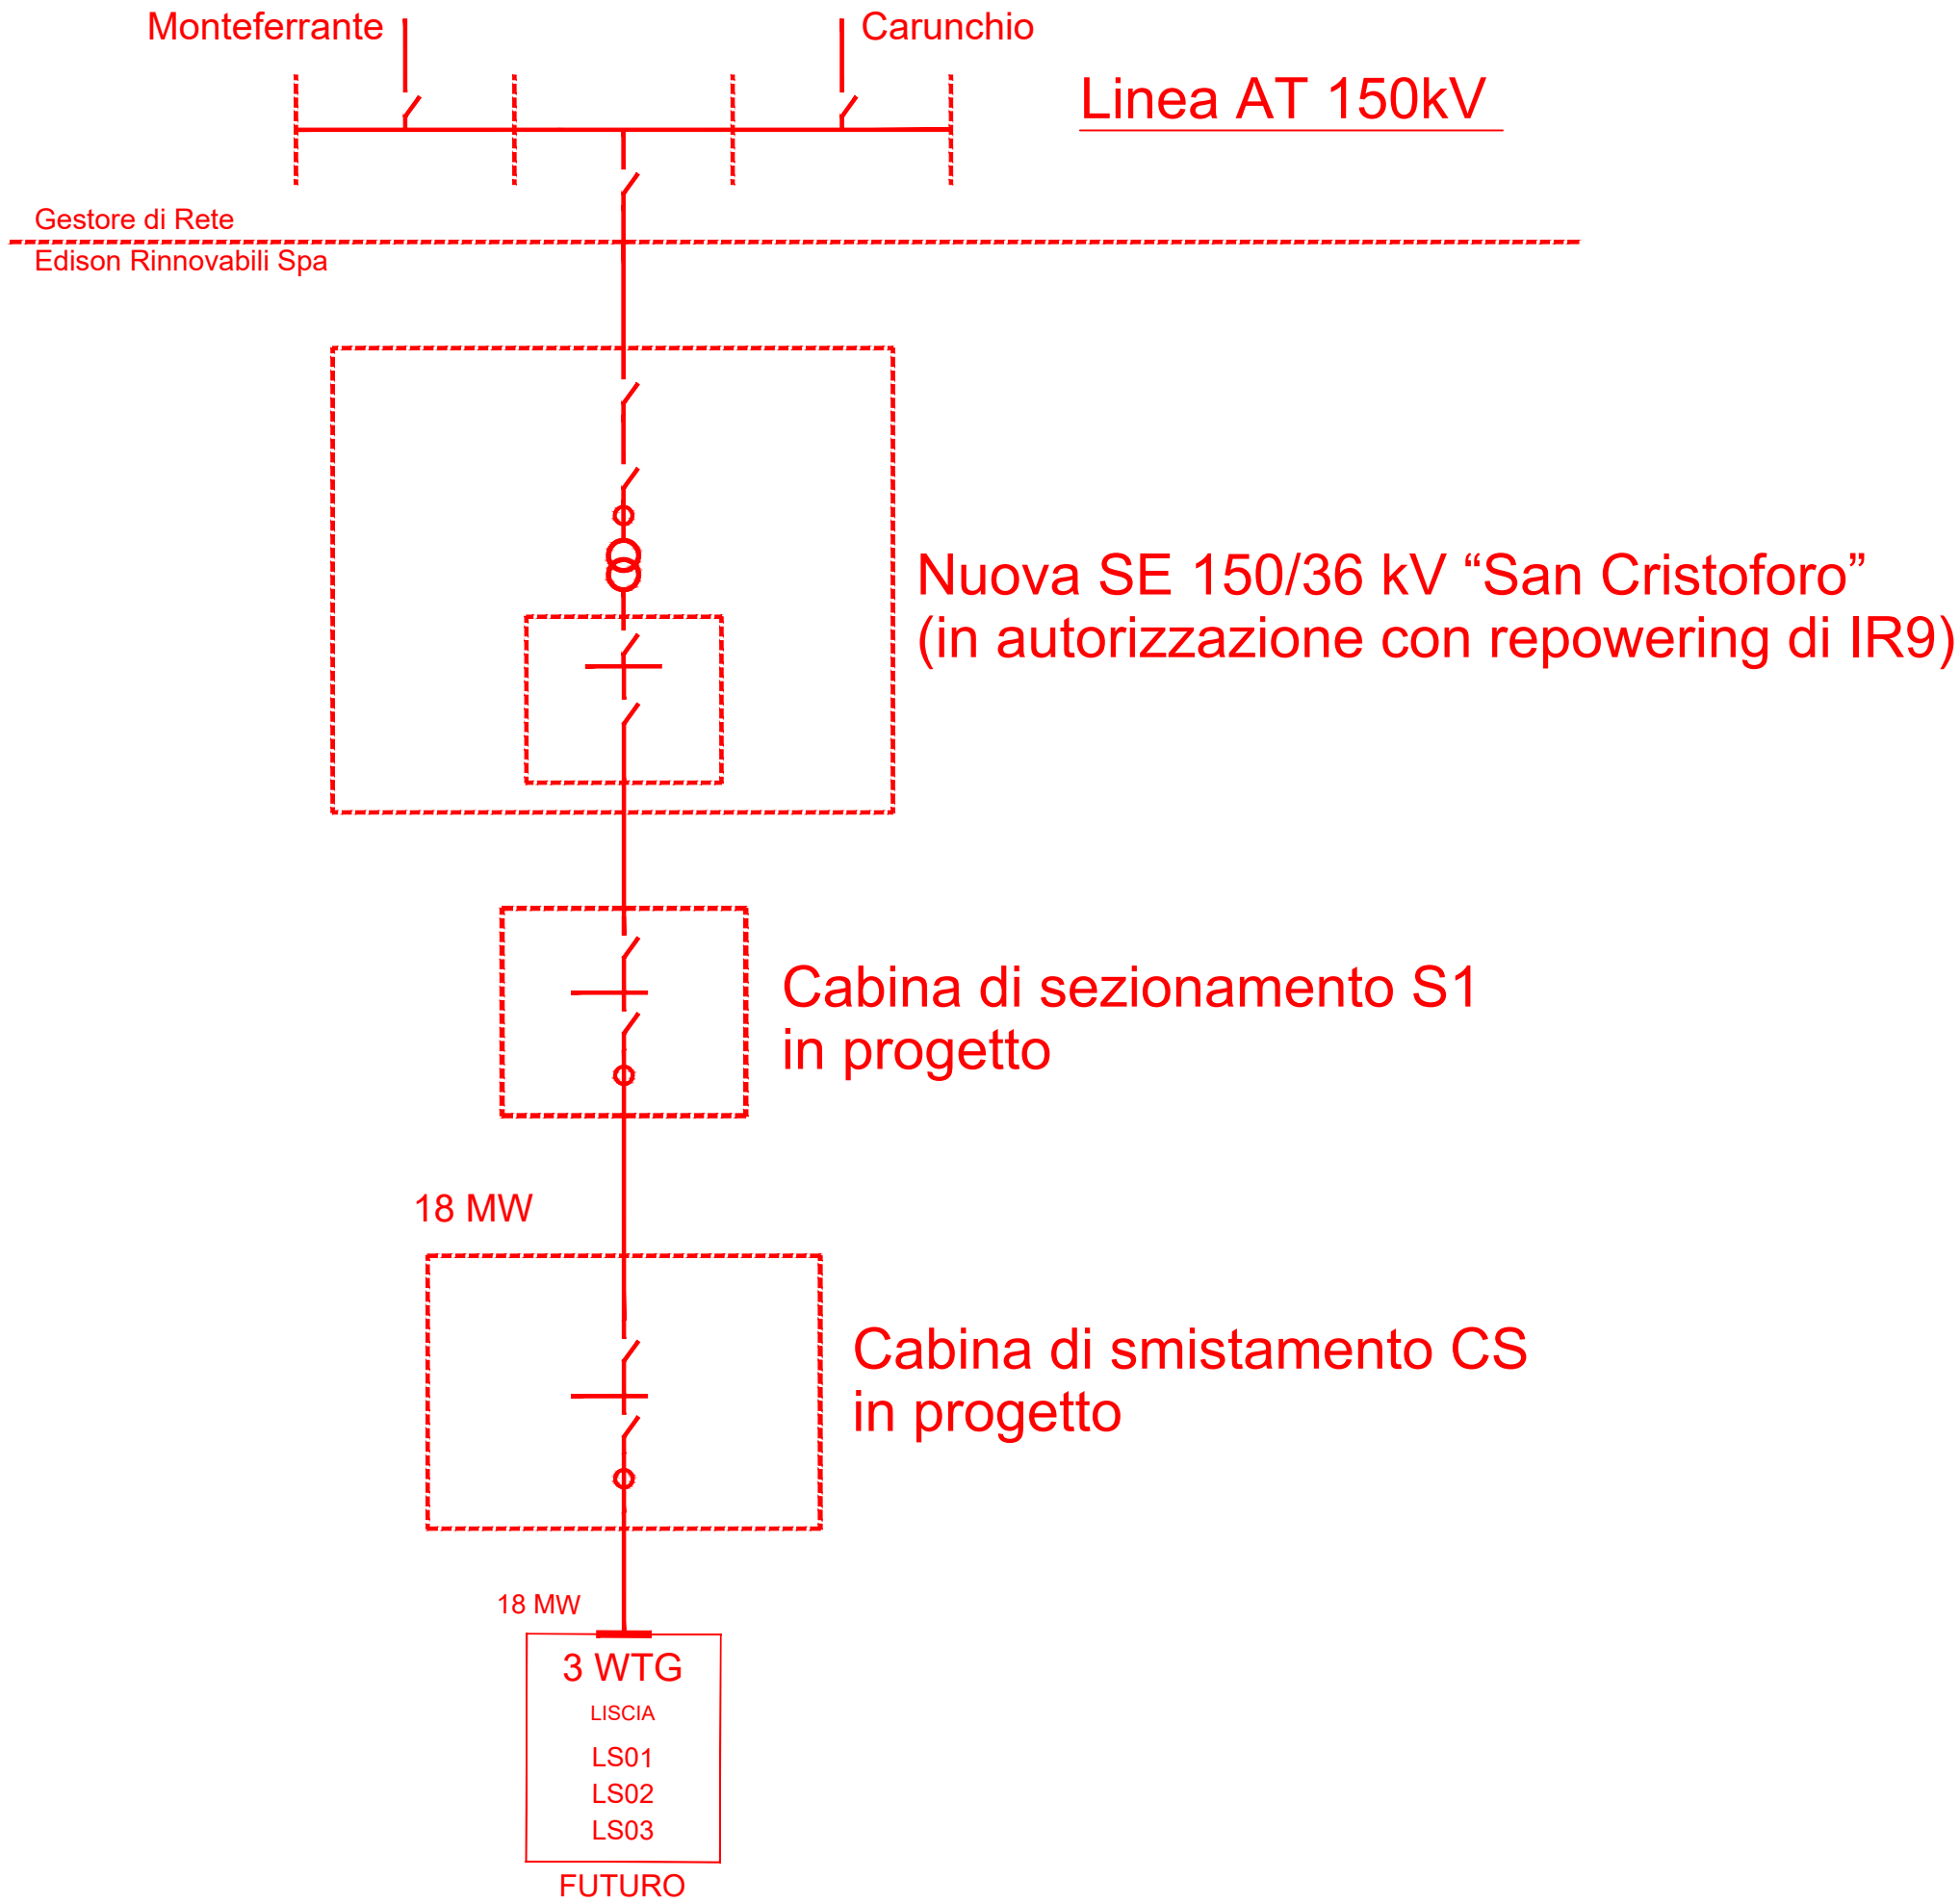 Monteferrante
Carunchio
Linea AT 150kV
Gestore di Rete
Edison Rinnovabili Spa
Nuova SE 150/36 kV “San Cristoforo”
(in autorizzazione con repowering di IR9)
Cabina di sezionamento S1
in progetto
18 MW
Cabina di smistamento CS
in progetto
18 MW
3 WTG
LISCIA
LS01
LS02
LS03
FUTURO